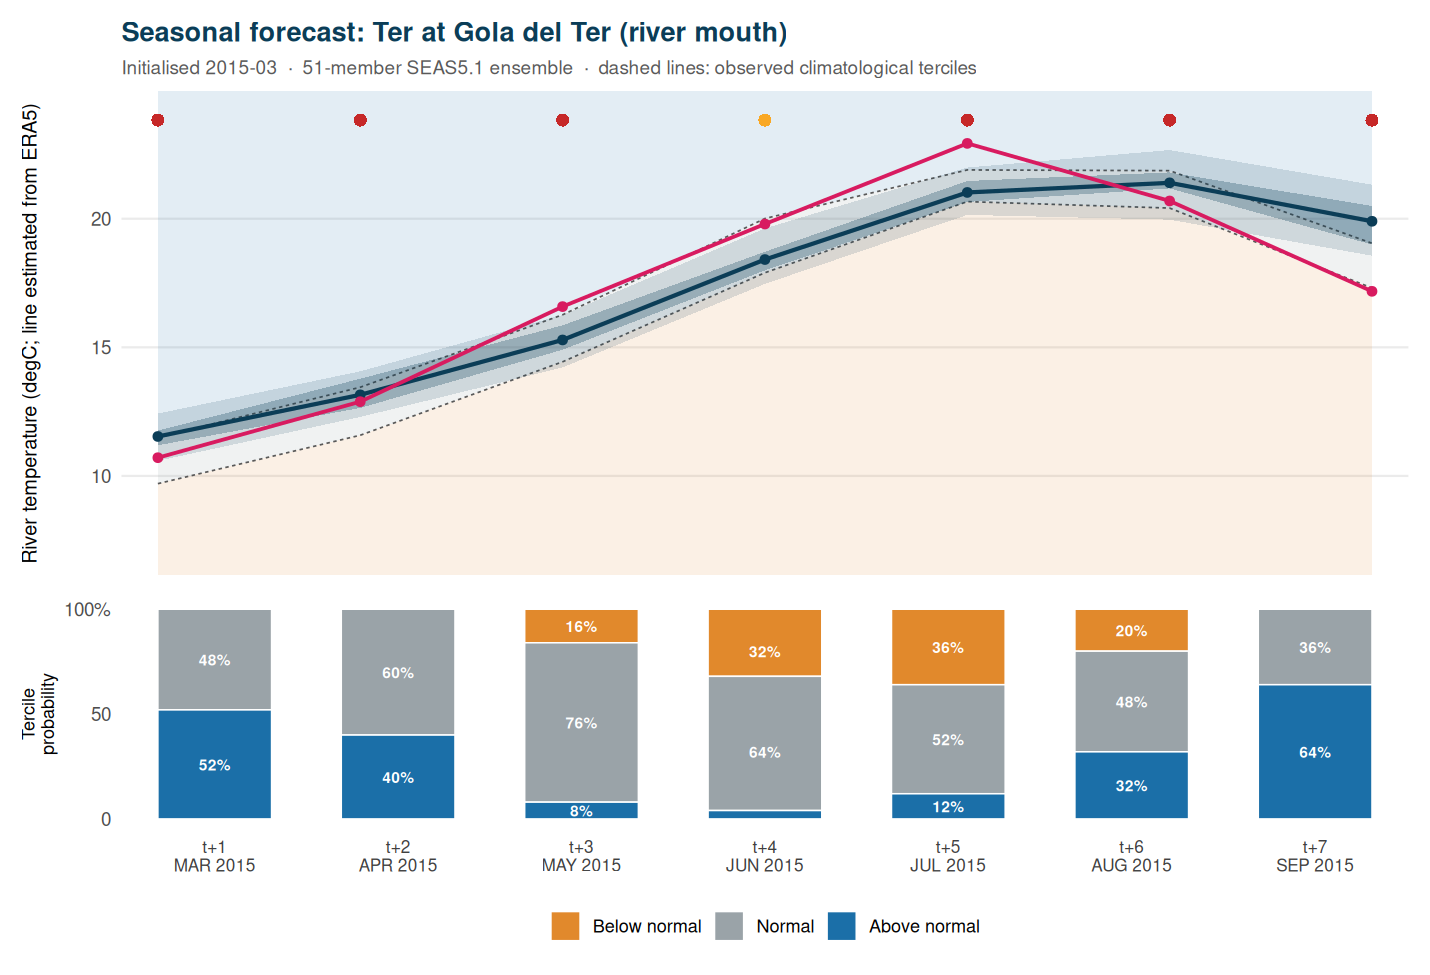 Seasonal forecast: Ter at Gola del Ter (river mouth)
Initialised 2015-03 · 51-member SEAS5.1 ensemble · dashed lines: observed climatological terciles
River temperature (degC; line estimated from ERA5)
20
15
10
Tercile
probability
100%
50
0
48%
52%
60%
40%
16%
76%
8%
32%
64%
36%
52%
12%
20%
48%
32%
36%
64%
t+1
MAR 2015
t+2
APR 2015
t+3
MAY 2015
t+4
JUN 2015
t+5
JUL 2015
t+6
AUG 2015
t+7
SEP 2015
Below normal
Normal
Above normal